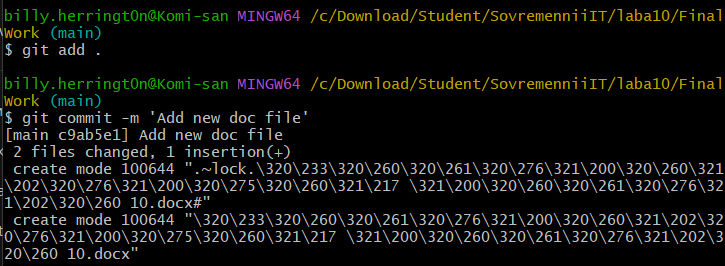 billy.herringt0n@Komi-san MINGW64 /c/Download/Student/SovremenniiIT/laba10/Final
Work (main)
$ git add .
billy.herringt0n@Komi-san MINGW64 /c/Download/Student/SovremenniiIT/laba10/Final
Work (main)
$ git commit -m 'Add new doc file'
[main c9ab5e1] Add new doc file
 2 files changed, 1 insertion(+)
 create mode 100644 ".~lock.\320\233\320\260\320\261\320\276\321\200\320\260\321
\202\320\276\321\200\320\275\320\260\321\217 \321\200\320\260\320\261\320\276\32
1\202\320\260 10.docx#"
 create mode 100644 "\320\233\320\260\320\261\320\276\321\200\320\260\321\202\32
0\276\321\200\320\275\320\260\321\217 \321\200\320\260\320\261\320\276\321\202\3
20\260 10.docx"